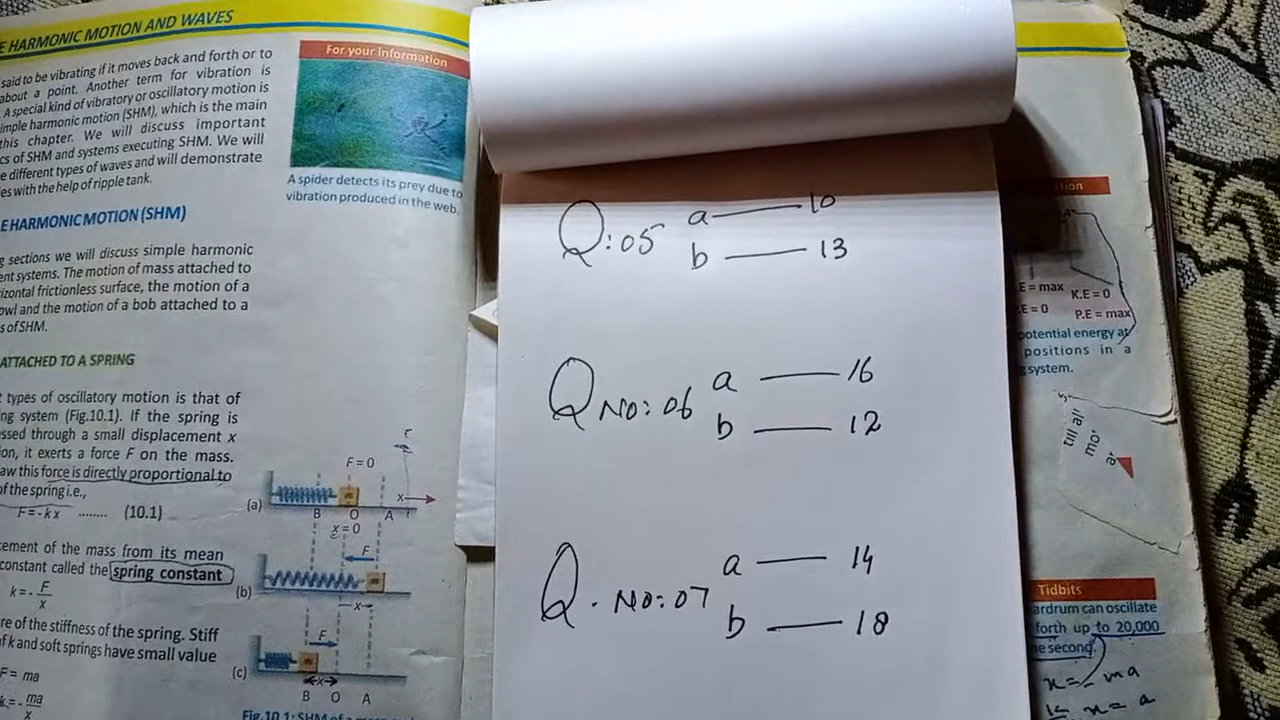 E HARMONIC MOTION AND WAVES
said to be vibrating if it moves back and forth or to
about a point. Another term for vibration is
A special kind of vibratory or oscillatory motion is
imple harmonic motion (SHM), which is the main
this chapter. We will discuss important
cs of SHM and systems executing SHM. We will
e different types of waves and will demonstrate
ies with the help of ripple tank.
For your information
A spider detects its prey due to
vibration produced in the web.
E HARMONIC MOTION (SHM)
g sections we will discuss simple harmonic
ent systems. The motion of mass attached to
izontal frictionless surface, the motion of a
owl and the motion of a bob attached to a
s of SHM.
ATTACHED TO A SPRING
t types of oscillatory motion is that of
ng system (Fig.10.1). If the spring is
ssed through a small displacement x
on, it exerts a force F on the mass.
aw this force is directly proportional to
of the spring i.e.,
F=-kx ........ (10.1)
cement of the mass from its mean
constant called the spring constant
k=-F/x
re of the stiffness of the spring. Stiff
of k and soft springs have small value
F = ma
k=-ma/x
F=0
(a)
B O A
x
x=0
F
(b)
x
F
(c)
x
B O A
Fig.10.1: SHM of a
Q:05 a — 10
b — 13
Q No:06 a — 16
b — 12
Q. No:07 a — 14
b — 18
E = max K.E = 0
.E = 0 P.E = max
potential energy at
positions in a
system.
till all
mo
ar
Tidbits
ardrum can oscillate
forth up to 20,000
e second.